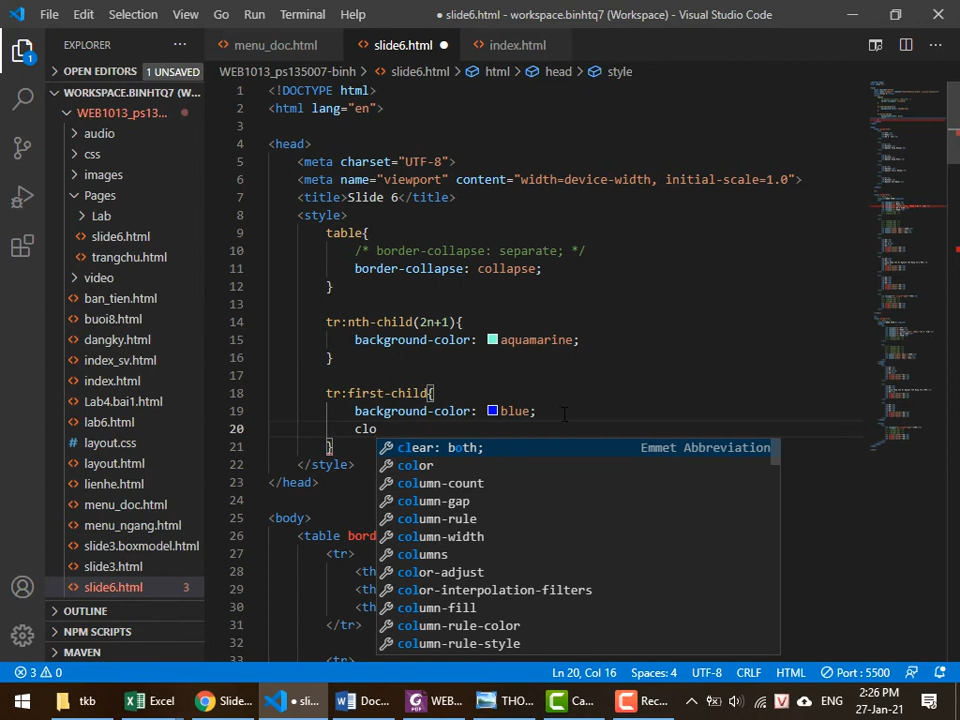 File Edit Selection View Go Run Terminal Help
● slide6.html - workspace.binhtq7 (Workspace) - Visual Studio Code
EXPLORER
OPEN EDITORS 1 UNSAVED
WORKSPACE.BINHTQ7 (W...
WEB1013_ps13...
audio
css
images
Pages
Lab
slide6.html
trangchu.html
video
ban_tien.html
buoi8.html
dangky.html
index_sv.html
index.html
Lab4.bai1.html
lab6.html
layout.css
layout.html
lienhe.html
menu_doc.html
menu_ngang.html
slide3.boxmodel.html
slide3.html
slide6.html 3
OUTLINE
NPM SCRIPTS
MAVEN
1
menu_doc.html
slide6.html
index.html
WEB1013_ps135007-binh > slide6.html > html > head > style
1 <!DOCTYPE html>
2 <html lang="en">
3
4 <head>
5 <meta charset="UTF-8">
6 <meta name="viewport" content="width=device-width, initial-scale=1.0">
7 <title>Slide 6</title>
8 <style>
9 table{
10 /* border-collapse: separate; */
11 border-collapse: collapse;
12 }
13
14 tr:nth-child(2n+1){
15 background-color: aquamarine;
16 }
17
18 tr:first-child{
19 background-color: blue;
20 clo
21 }
22 </style>
23 </head>
24
25 <body>
26 <table bord
27 <tr>
28 <th
29 <th
30 <th
31 </tr>
32
33 <tr>
clear: both; Emmet Abbreviation
color
column-count
column-gap
column-rule
column-width
columns
color-adjust
color-interpolation-filters
column-fill
column-rule-color
column-rule-style
3 0
Ln 20, Col 16 Spaces: 4 UTF-8 CRLF HTML Port : 5500
tkb
Excel
Slide...
● sli...
Doc...
WEB...
THO...
Ca...
Rec...
ENG
2:26 PM
27-Jan-21